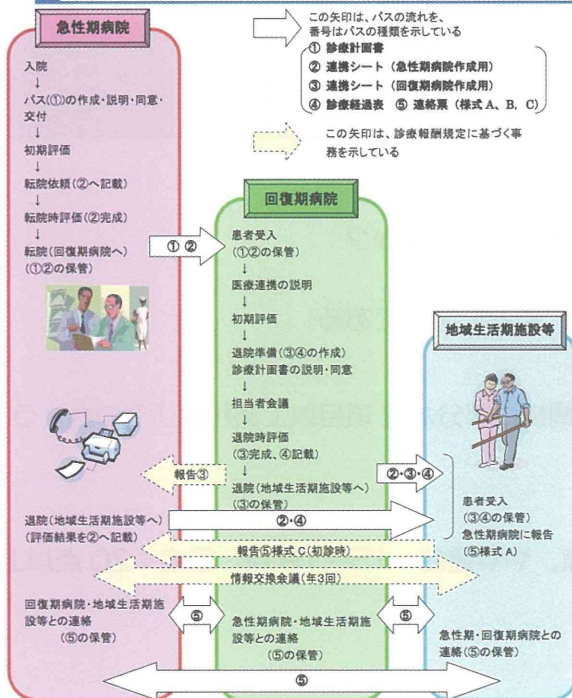 急性期病院
入院
↓
パス(①)の作成・説明・同意・
交付
↓
初期評価
↓
転院依頼(②へ記載)
↓
転院時評価(②完成)
↓
転院(回復期病院へ)
(①②の保管)
この矢印は、パスの流れを、
番号はパスの種類を示している
① 診療計画書
② 連携シート(急性期病院作成用)
③ 連携シート(回復期病院作成用)
④ 診療経過表 ⑤ 連絡票(様式 A、B、C)
この矢印は、診療報酬規定に基づく事
務を示している
① ②
回復期病院
患者受入
(①②の保管)
↓
医療連携の説明
↓
初期評価
↓
退院準備(③④の作成)
診療計画書の説明・同意
↓
担当者会議
↓
退院時評価
(③完成、④記載)
↓
退院(地域生活期施設等へ)
(③の保管)
地域生活期施設等
報告③
②・③・④
退院(地域生活期施設等へ)
(評価結果を②へ記載)
②・④
患者受入
(③④の保管)
急性期病院に報告
(⑤様式 A)
報告⑤様式 C(初診時)
情報交換会議(年3回)
回復期病院・地域生活期施
設等との連絡
(⑤の保管)
⑤
急性期病院・地域生活期施
設等との連絡
(⑤の保管)
⑤
急性期・回復期病院との
連絡(⑤の保管)
⑤